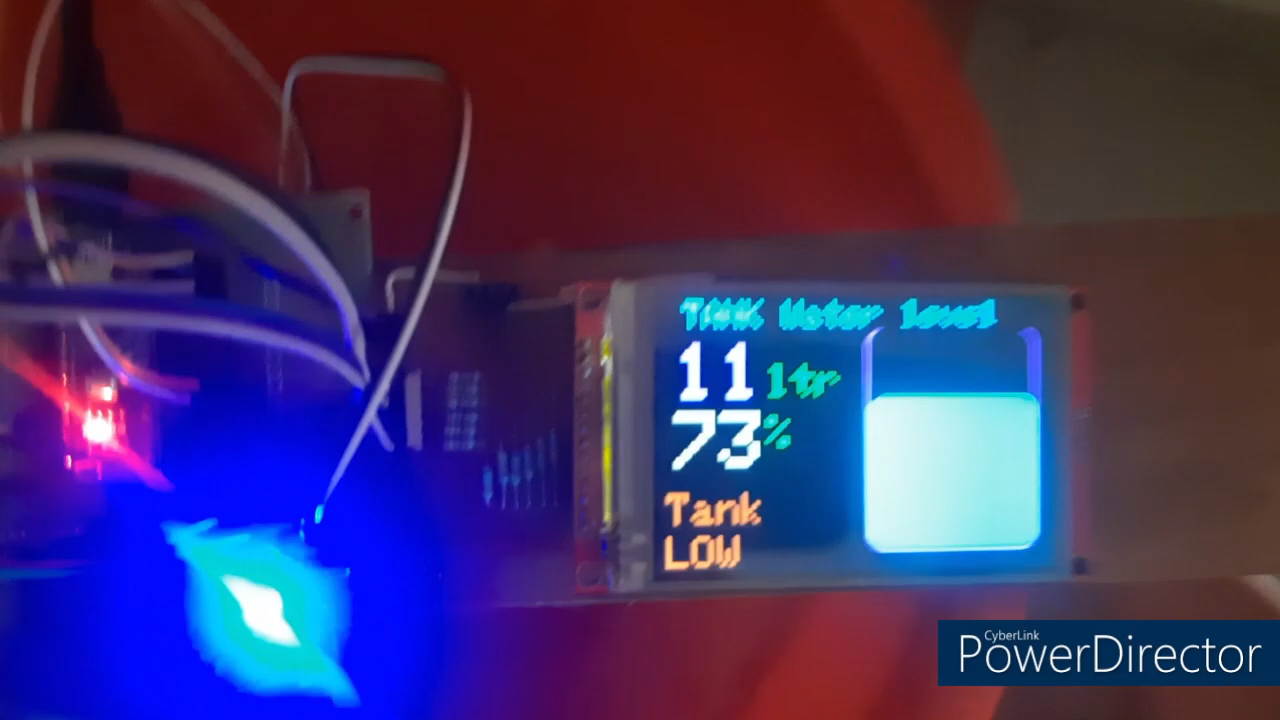 TANK Water level
11 ltr
73 %
Tank
LOW
CyberLink
PowerDirector